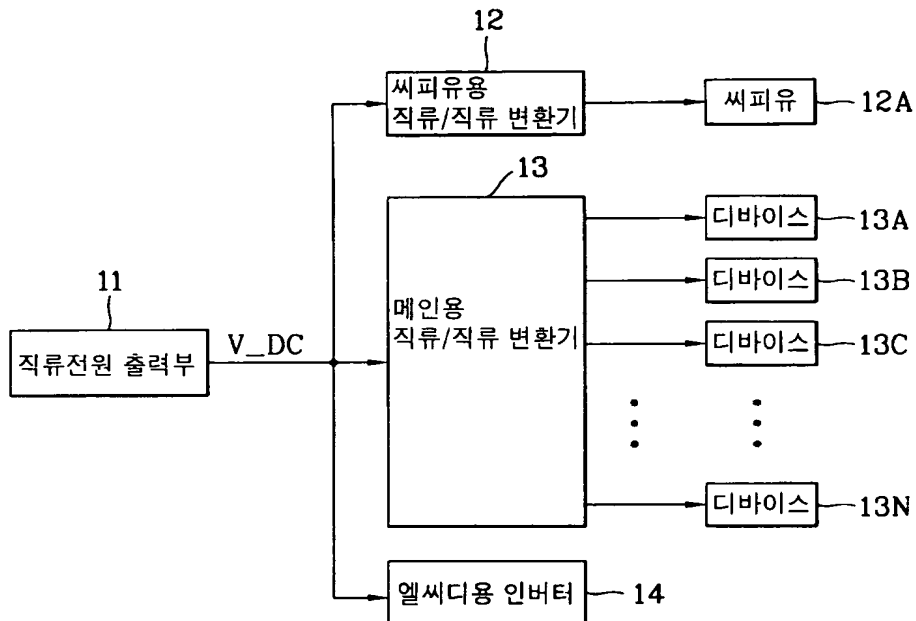 12
씨피유용
직류/직류 변환기
씨피유
12A
13
메인용
직류/직류 변환기
디바이스
13A
디바이스
13B
디바이스
13C
디바이스
13N
11
직류전원 출력부
V_DC
엘씨디용 인버터
14